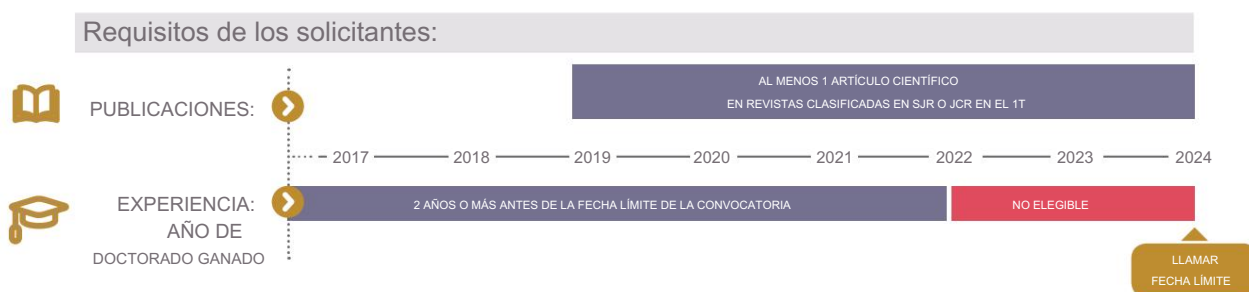 Requisitos de los solicitantes:
AL MENOS 1 ARTÍCULO CIENTÍFICO
EN REVISTAS CLASIFICADAS EN SJR O JCR EN EL 1T
PUBLICACIONES:
2017 2018 2019 2020 2021 2022 2023 2024
EXPERIENCIA:
AÑO DE
DOCTORADO GANADO
2 AÑOS O MÁS ANTES DE LA FECHA LÍMITE DE LA CONVOCATORIA
NO ELEGIBLE
LLAMAR
FECHA LÍMITE